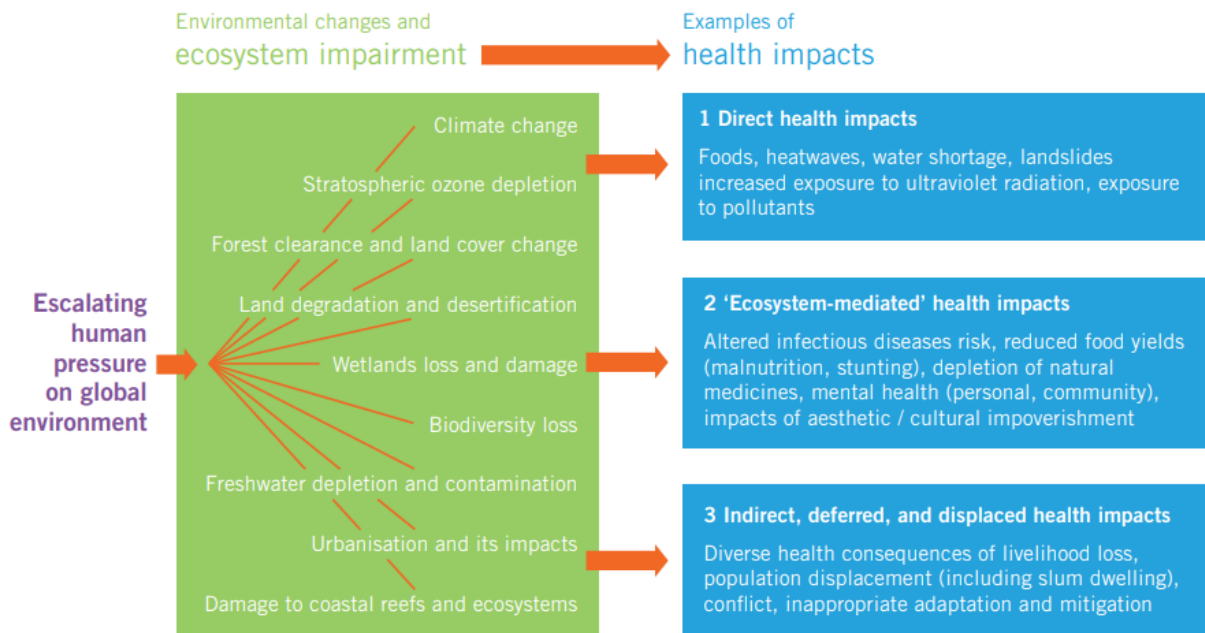 Environmental changes and
ecosystem impairment
Examples of
health impacts
Escalating
human
pressure
on global
environment
Climate change
Stratospheric ozone depletion
Forest clearance and land cover change
Land degradation and desertification
Wetlands loss and damage
Biodiversity loss
Freshwater depletion and contamination
Urbanisation and its impacts
Damage to coastal reefs and ecosystems
1 Direct health impacts
Foods, heatwaves, water shortage, landslides
increased exposure to ultraviolet radiation, exposure
to pollutants
2 ‘Ecosystem-mediated’ health impacts
Altered infectious diseases risk, reduced food yields
(malnutrition, stunting), depletion of natural
medicines, mental health (personal, community),
impacts of aesthetic / cultural impoverishment
3 Indirect, deferred, and displaced health impacts
Diverse health consequences of livelihood loss,
population displacement (including slum dwelling),
conflict, inappropriate adaptation and mitigation